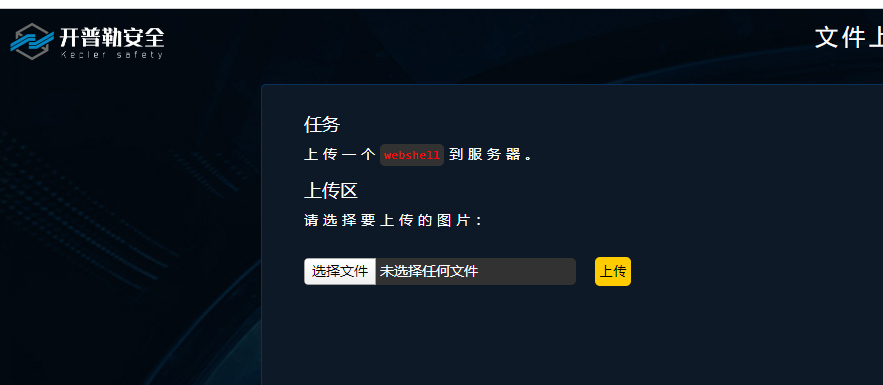 开普勒安全
Kepler safety
文件上
任务
上传一个 webshell 到服务器。
上传区
请选择要上传的图片：
选择文件 未选择任何文件 上传